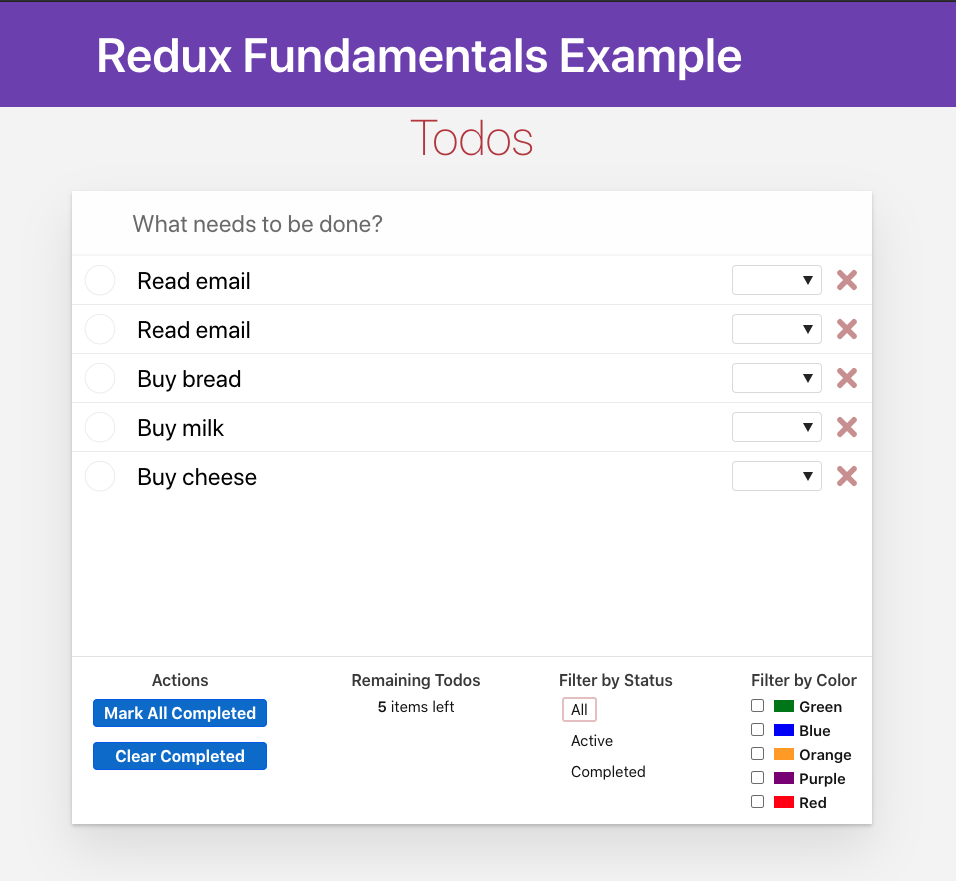 Redux Fundamentals Example
Todos
What needs to be done?
Read email
Read email
Buy bread
Buy milk
Buy cheese
Actions
Mark All Completed
Clear Completed
Remaining Todos
5 items left
Filter by Status
All
Active
Completed
Filter by Color
Green
Blue
Orange
Purple
Red